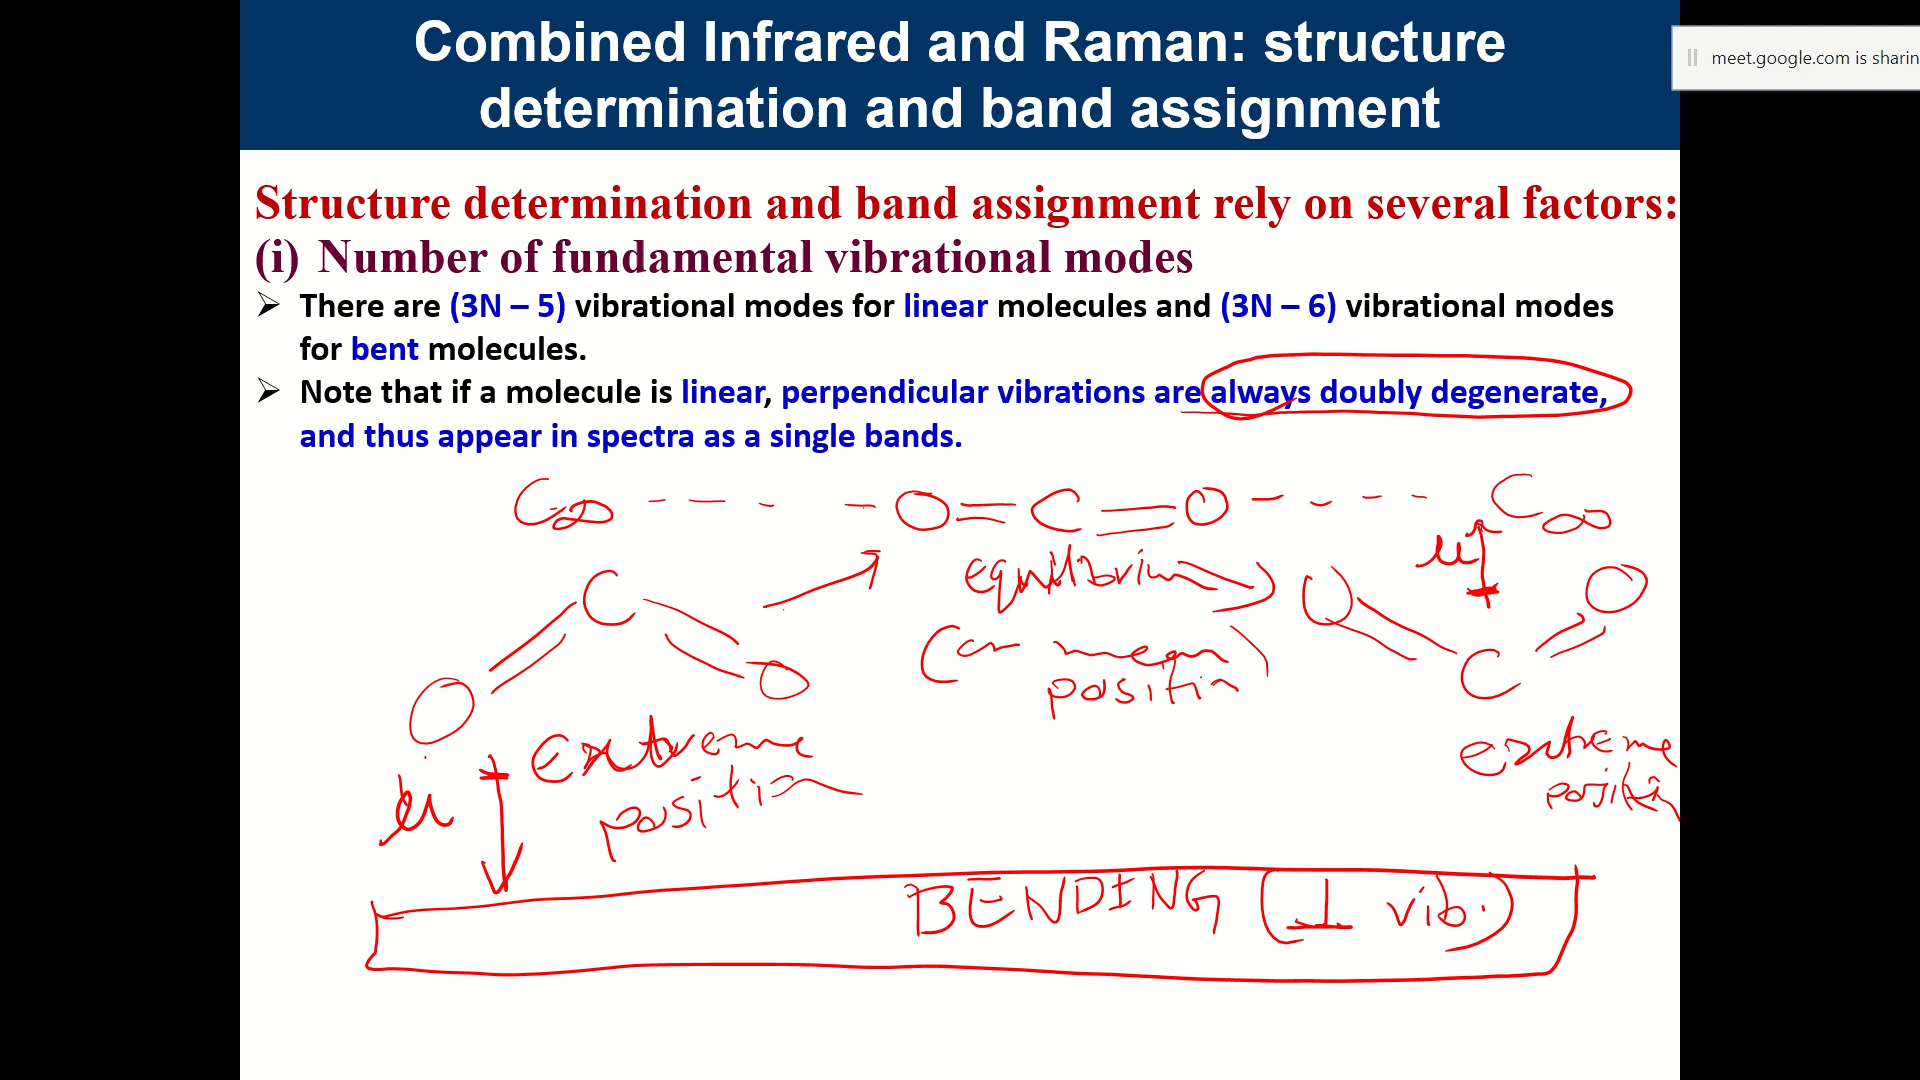 Combined Infrared and Raman: structure
determination and band assignment
meet.google.com is sharin
Structure determination and band assignment rely on several factors:
(i) Number of fundamental vibrational modes
➢ There are (3N – 5) vibrational modes for linear molecules and (3N – 6) vibrational modes
for bent molecules.
➢ Note that if a molecule is linear, perpendicular vibrations are always doubly degenerate,
and thus appear in spectra as a single bands.
C∞ - - - - O=C=O - - - - C∞
μ
equilibrium
C
O O
(or mean
position)
O O
C
extreme
position
extreme
position
μ
BENDING (⊥ vib.)